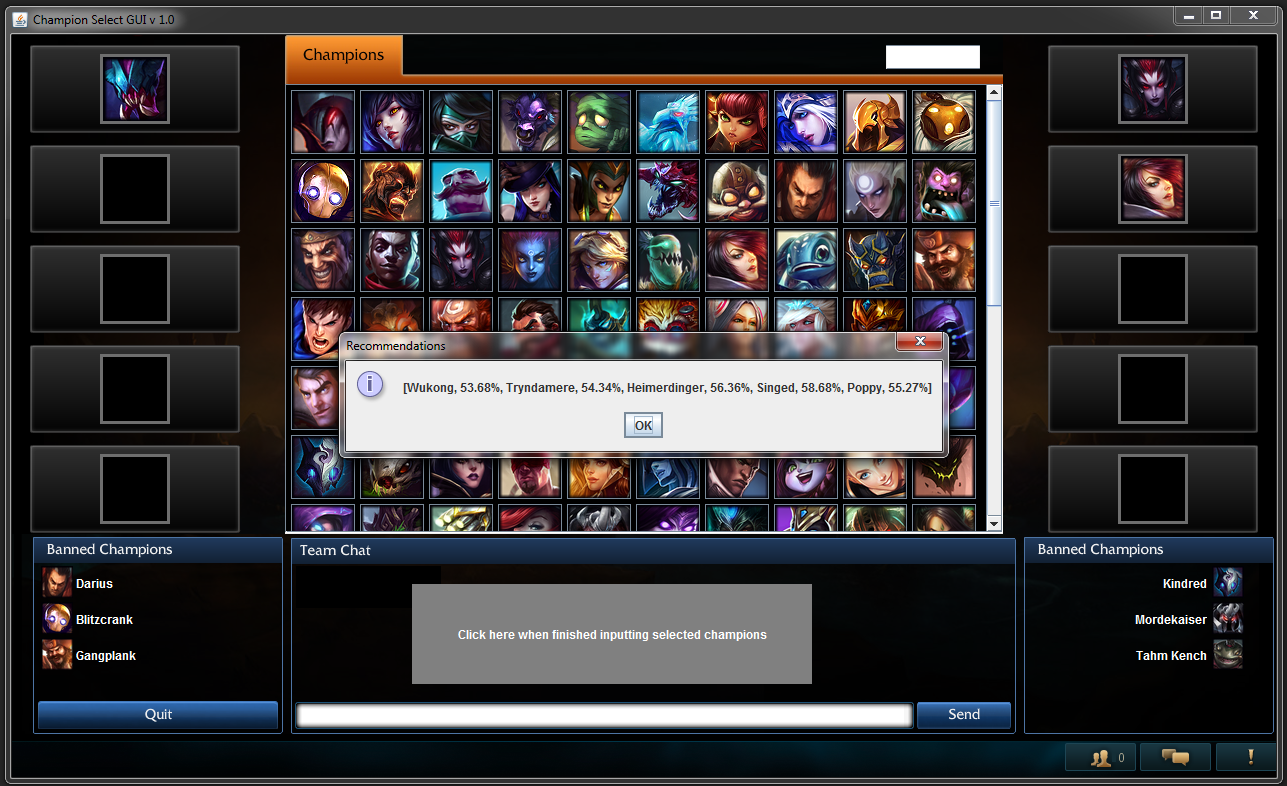 Champion Select GUI v 1.0
Champions
Recommendations
[Wukong, 53.68%, Tryndamere, 54.34%, Heimerdinger, 56.36%, Singed, 58.68%, Poppy, 55.27%]
OK
Banned Champions
Darius
Blitzcrank
Gangplank
Quit
Team Chat
Click here when finished inputting selected champions
Send
Banned Champions
Kindred
Mordekaiser
Tahm Kench
0
!